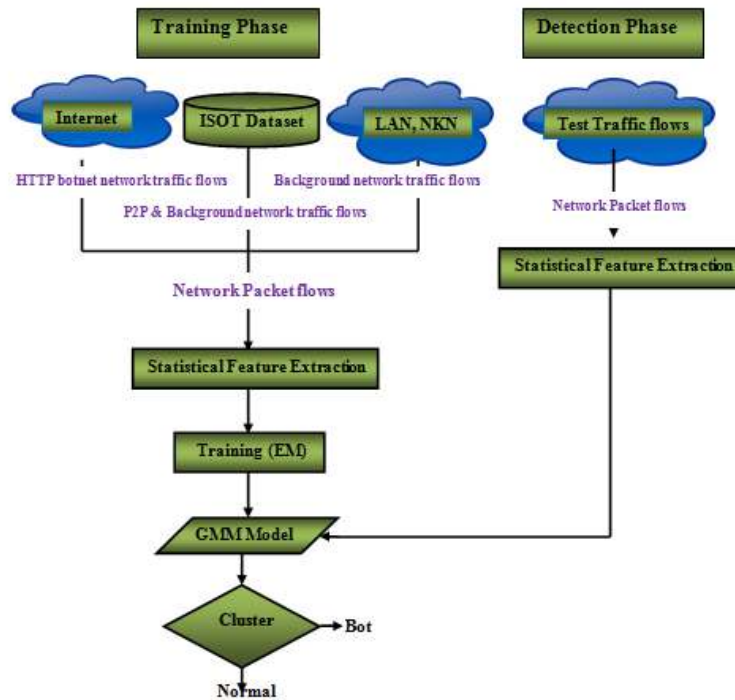 Training Phase
Detection Phase
Internet
ISOT Dataset
LAN, NKN
Test Traffic flows
HTTP botnet network traffic flows
Background network traffic flows
P2P & Background network traffic flows
Network Packet flows
Statistical Feature Extraction
Network Packet flows
Statistical Feature Extraction
Training (EM)
GMM Model
Cluster
Bot
Normal